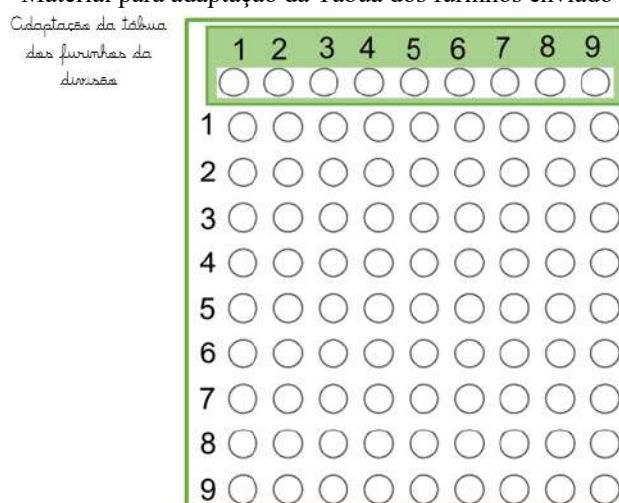 Material para adaptação da Tábua dos furinhos enviado
Adaptação da tábua
dos furinhos da
divisão
1 2 3 4 5 6 7 8 9
1
2
3
4
5
6
7
8
9